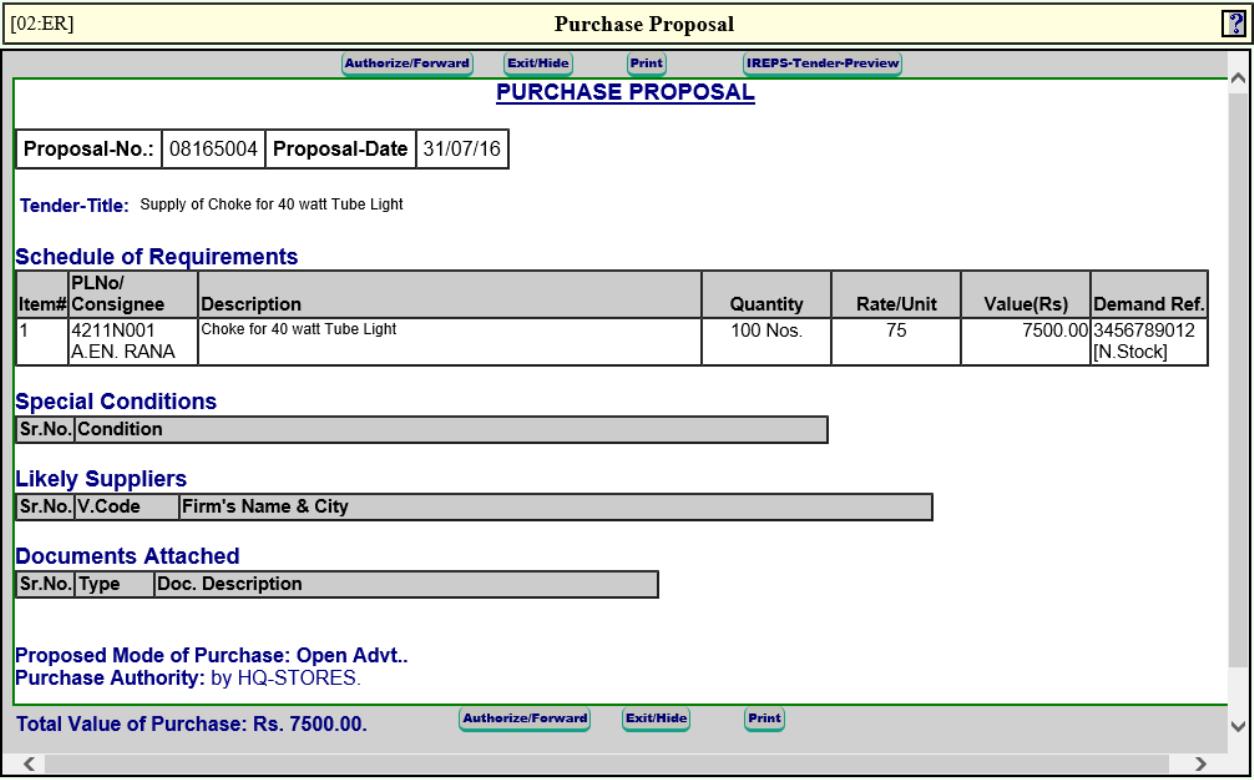 [02:ER] Purchase Proposal ?
Authorize/Forward Exit/Hide Print IREPS-Tender-Preview
PURCHASE PROPOSAL
Proposal-No.: 08165004 Proposal-Date 31/07/16
Tender-Title: Supply of Choke for 40 watt Tube Light
Schedule of Requirements
Item# PLNo/ Consignee Description Quantity Rate/Unit Value(Rs) Demand Ref.
1 4211N001 Choke for 40 watt Tube Light 100 Nos. 75 7500.00 3456789012
A.EN. RANA [N.Stock]
Special Conditions
Sr.No. Condition
Likely Suppliers
Sr.No. V.Code Firm's Name & City
Documents Attached
Sr.No. Type Doc. Description
Proposed Mode of Purchase: Open Advt..
Purchase Authority: by HQ-STORES.
Total Value of Purchase: Rs. 7500.00. Authorize/Forward Exit/Hide Print